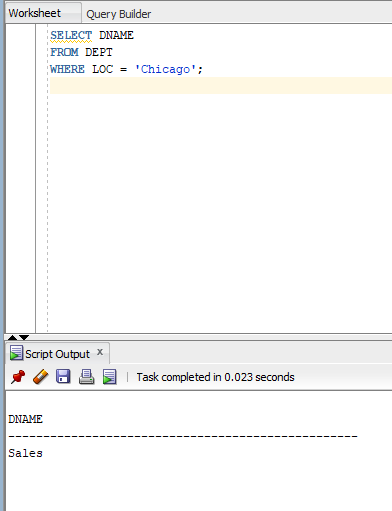 Worksheet Query Builder
SELECT DNAME
FROM DEPT
WHERE LOC = 'Chicago';
Script Output x
Task completed in 0.023 seconds
DNAME
--------------------------------------------------
Sales